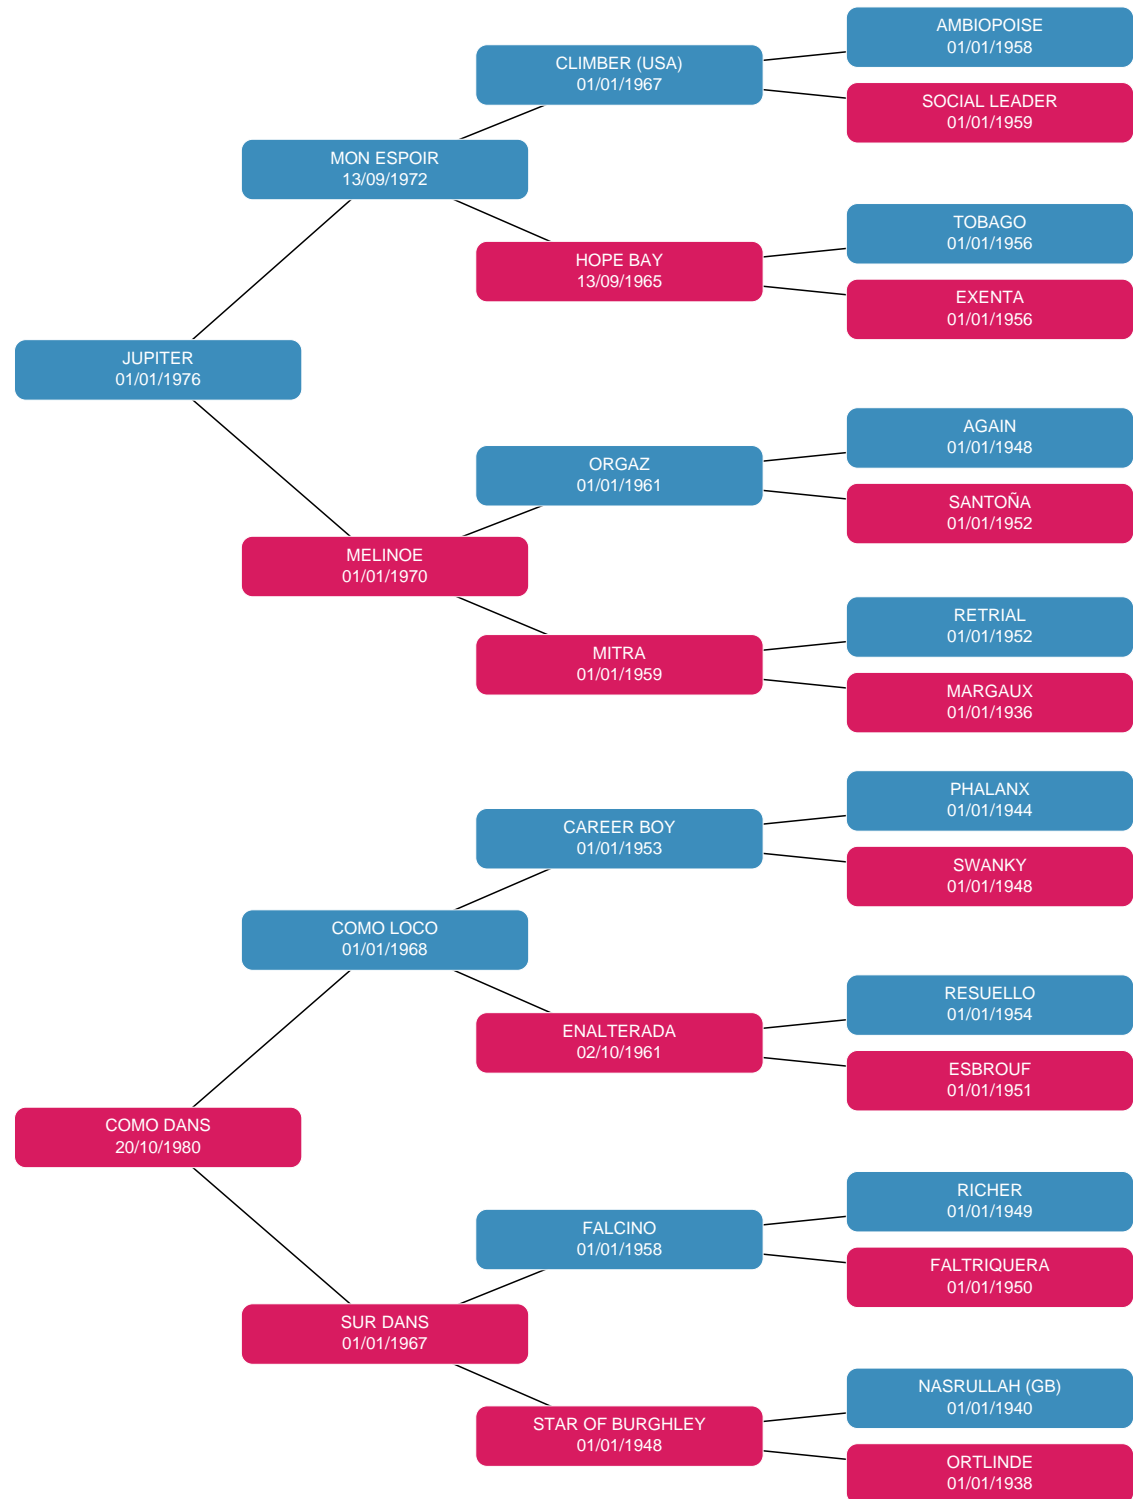 AMBIOPOISE
01/01/1958
CLIMBER (USA)
01/01/1967
SOCIAL LEADER
01/01/1959
MON ESPOIR
13/09/1972
TOBAGO
01/01/1956
HOPE BAY
13/09/1965
EXENTA
01/01/1956
JUPITER
01/01/1976
AGAIN
01/01/1948
ORGAZ
01/01/1961
SANTOÑA
01/01/1952
MELINOE
01/01/1970
RETRIAL
01/01/1952
MITRA
01/01/1959
MARGAUX
01/01/1936
PHALANX
01/01/1944
CAREER BOY
01/01/1953
SWANKY
01/01/1948
COMO LOCO
01/01/1968
RESUELLO
01/01/1954
ENALTERADA
02/10/1961
ESBROUF
01/01/1951
COMO DANS
20/10/1980
RICHER
01/01/1949
FALCINO
01/01/1958
FALTRIQUERA
01/01/1950
SUR DANS
01/01/1967
NASRULLAH (GB)
01/01/1940
STAR OF BURGHLEY
01/01/1948
ORTLINDE
01/01/1938